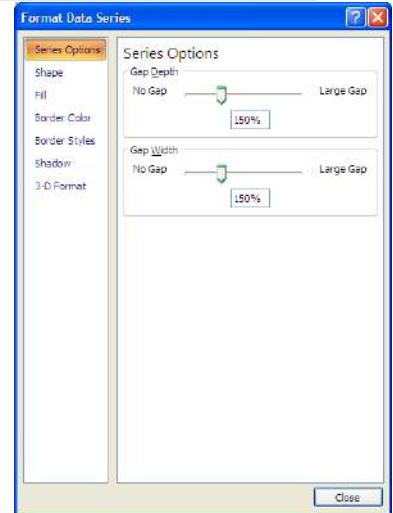 Format Data Series
Series Options
Shape
Fill
Border Color
Border Styles
Shadow
3-D Format
Series Options
Gap Depth
No Gap
Large Gap
150%
Gap Width
No Gap
Large Gap
150%
Close